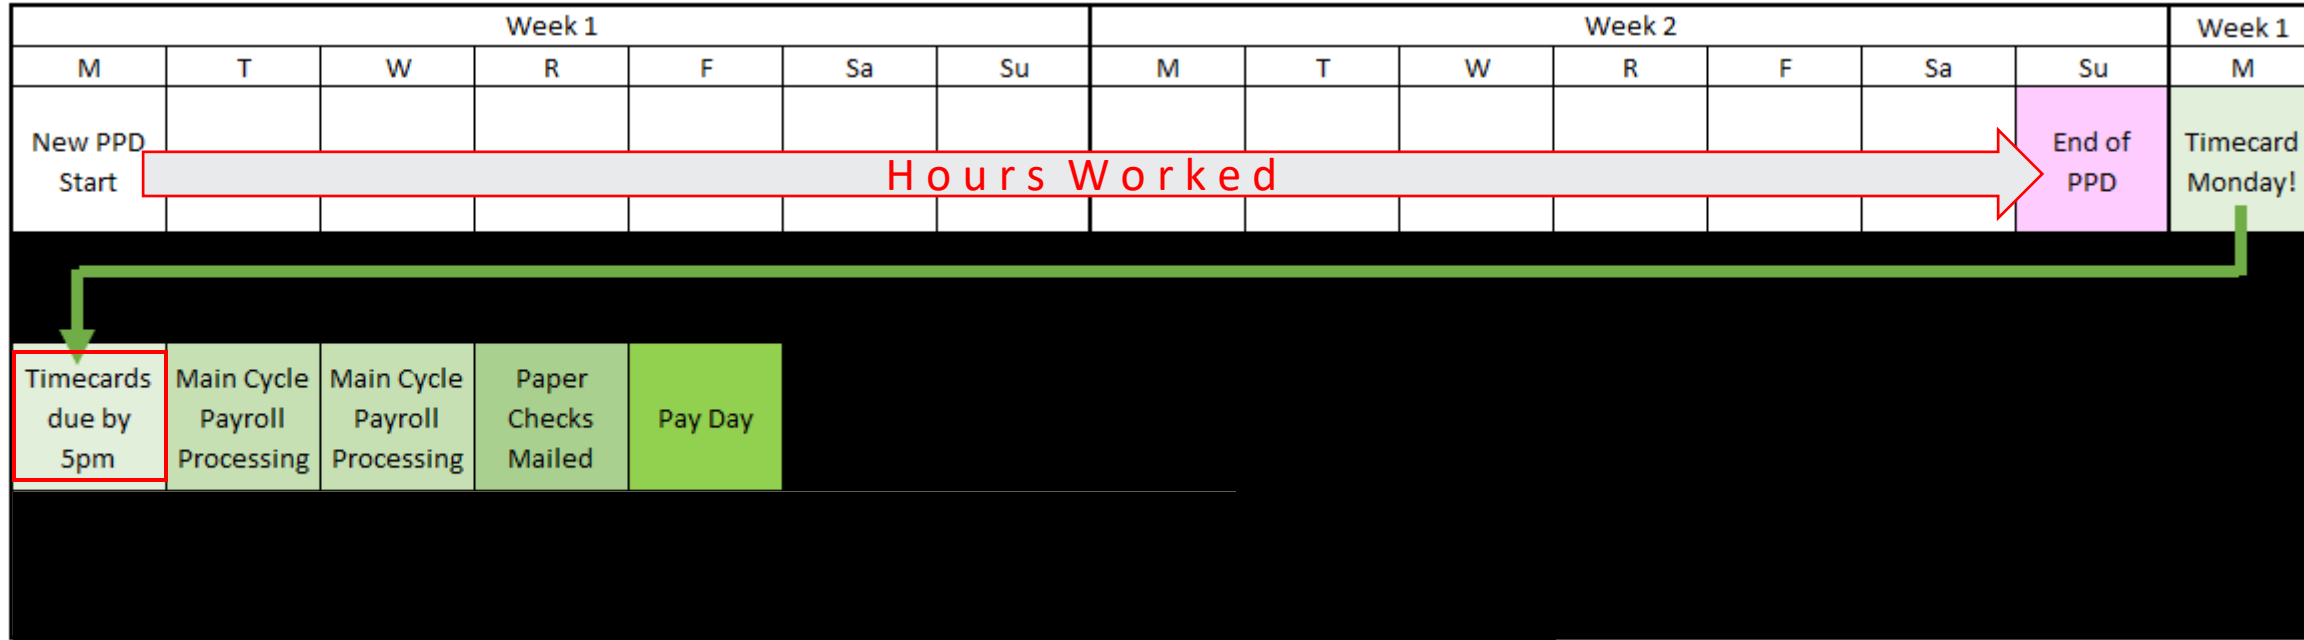 Week 1 Week 2 Week 1
M T W R F Sa Su M T W R F Sa Su M
New PPD
Start
Hours Worked
End of
PPD
Timecard
Monday!
Timecards
due by
5pm
Main Cycle
Payroll
Processing
Main Cycle
Payroll
Processing
Paper
Checks
Mailed
Pay Day